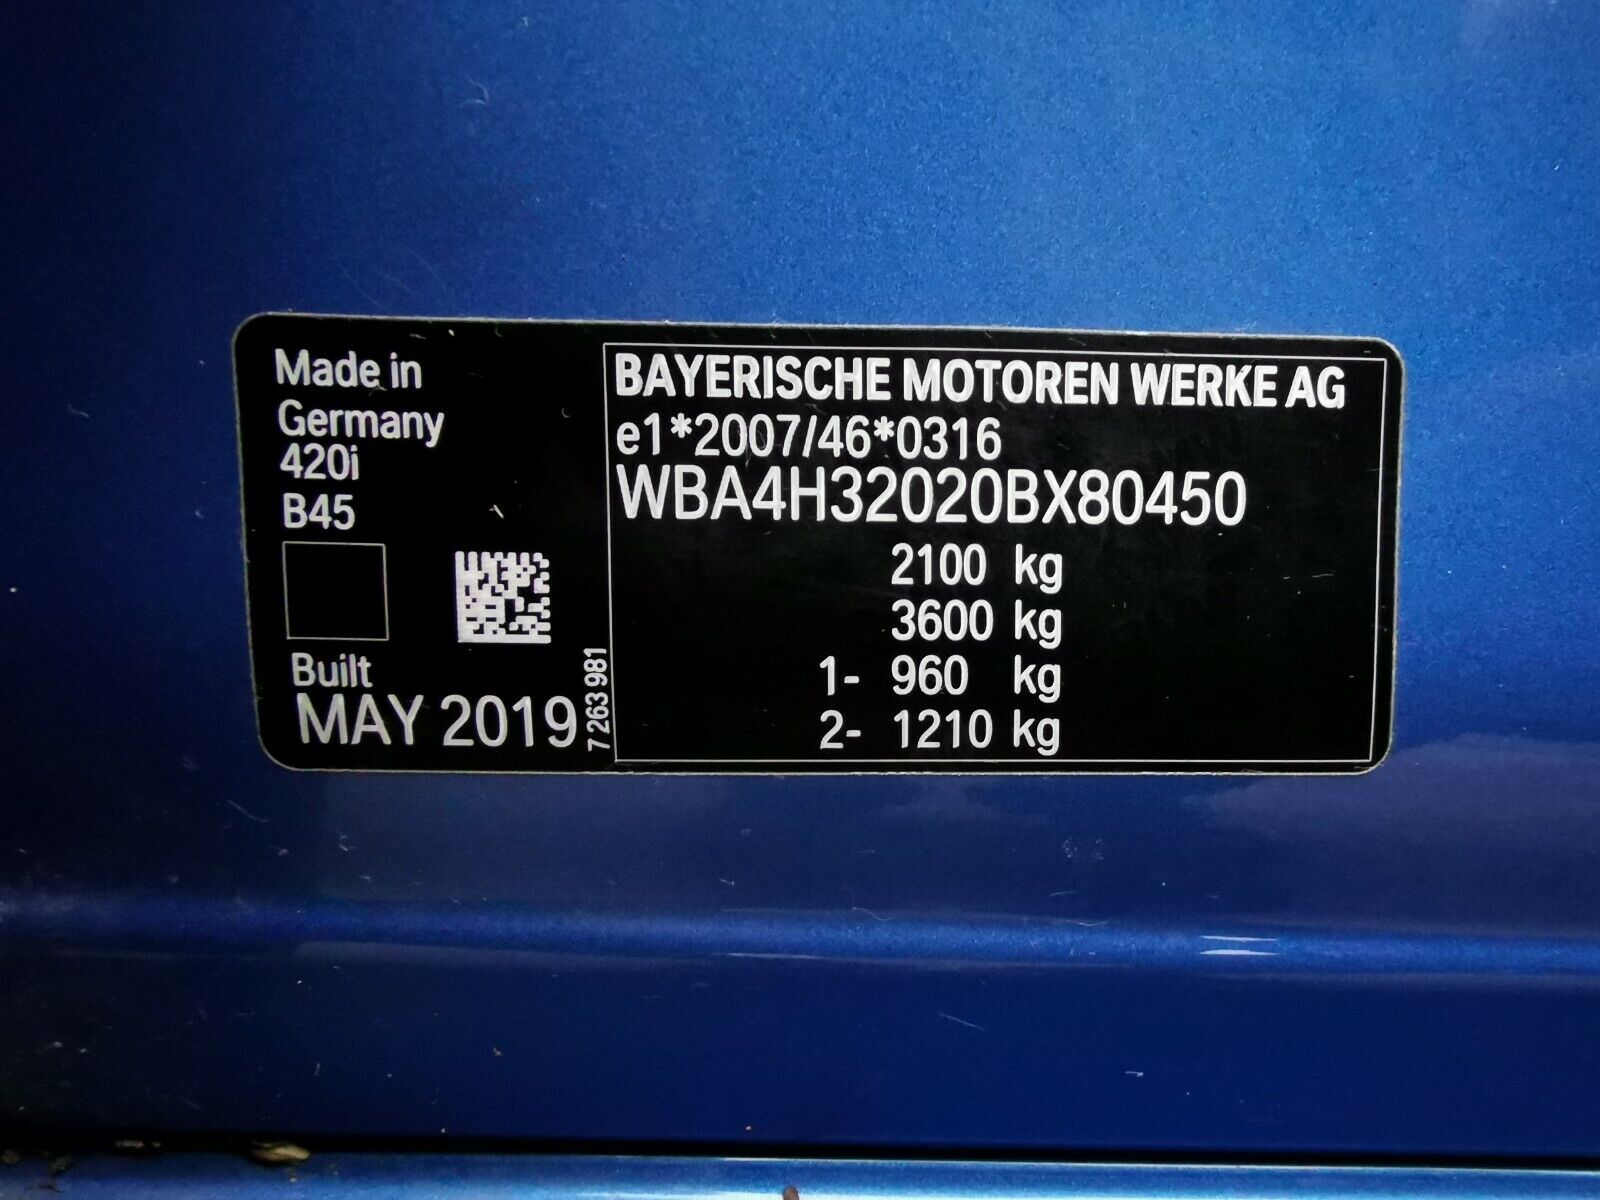 Made in
Germany
420i
B45
Built
MAY 2019
7 263 981
BAYERISCHE MOTOREN WERKE AG
e1*2007/46*0316
WBA4H32020BX80450
2100 kg
3600 kg
1- 960 kg
2- 1210 kg